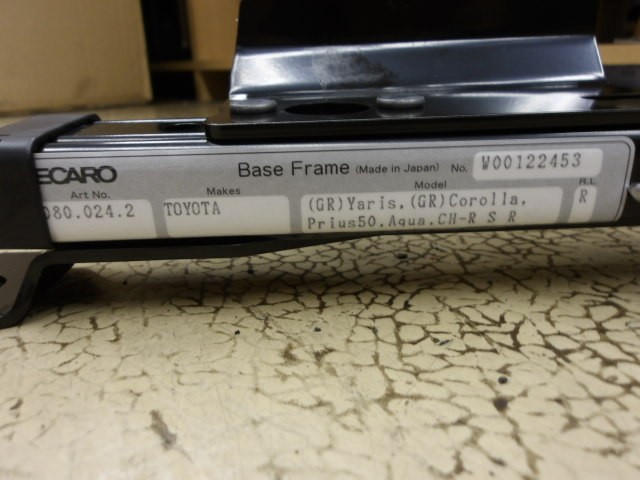 ECARO Base Frame (Made in Japan) No. W00122453
Art No. Makes Model R.L
080.024.2 TOYOTA (GR)Yaris,(GR)Corolla, R
Prius50,Aqua,CH-R S R